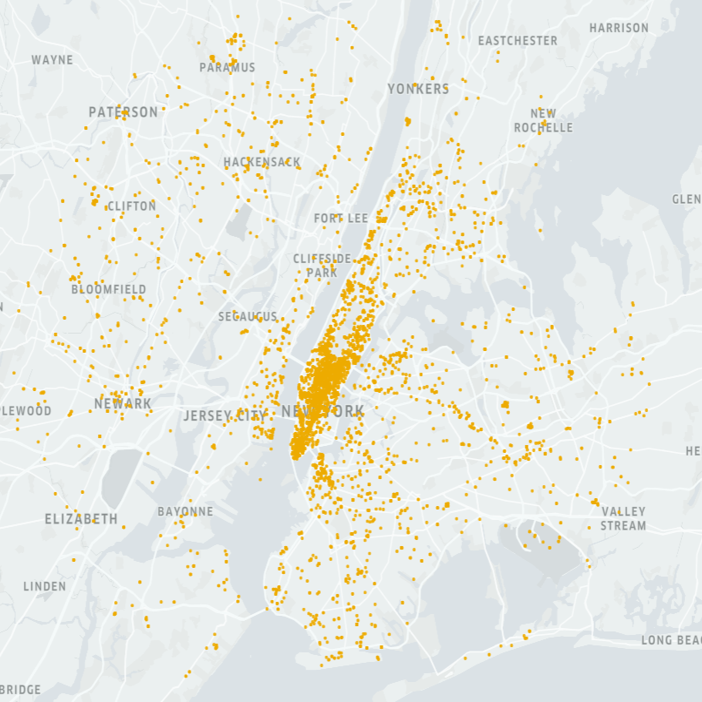 HARRISON
EASTCHESTER
WAYNE
PARAMUS
YONKERS
PATERSON
NEW
ROCHELLE
HACKENSACK
GLEN
CLIFTON
FORT LEE
CLIFFSIDE
PARK
BLOOMFIELD
N
SECAUCUS
NEWARK
PLEWOOD
JERSEY CITY
NEW YORK
HE
BAYONNE
ELIZABETH
VALLEY
STREAM
LINDEN
LONG BEAC
BRIDGE